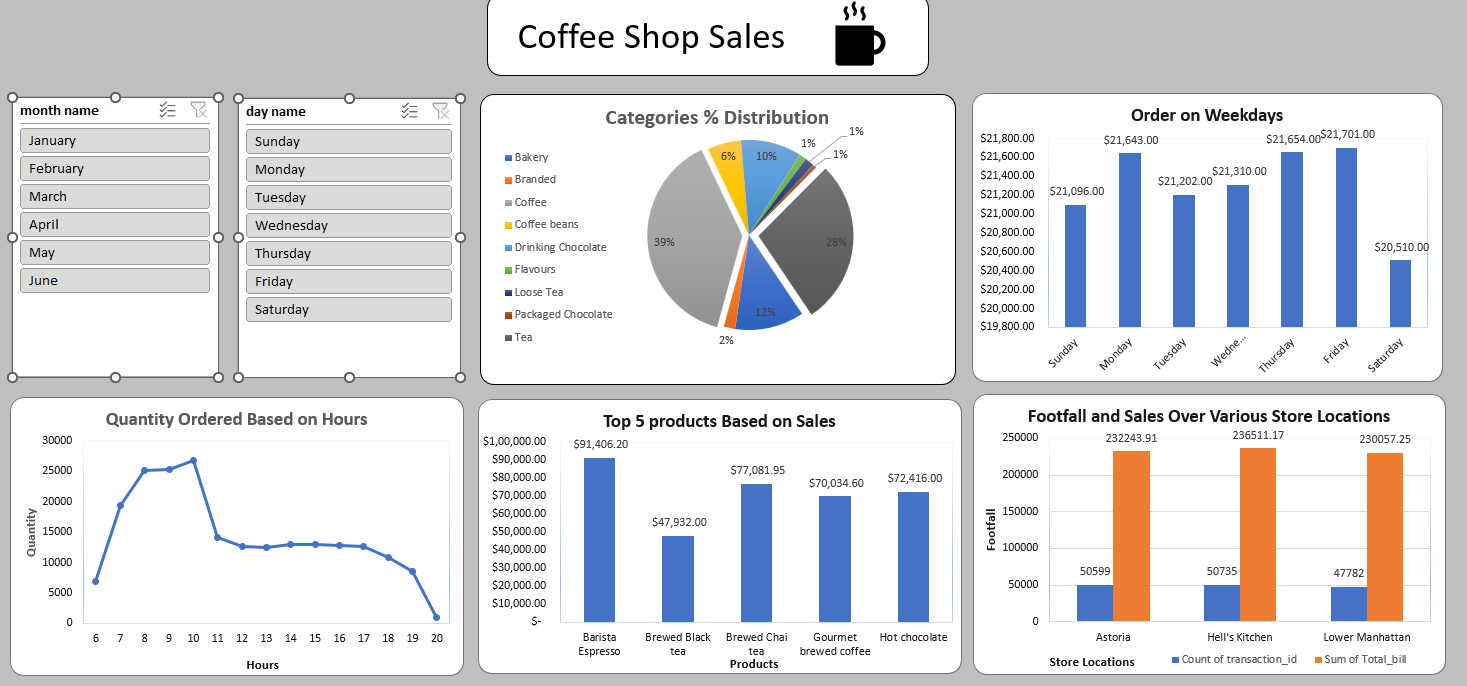 Coffee Shop Sales
month name
January
February
March
April
May
June
day name
Sunday
Monday
Tuesday
Wednesday
Thursday
Friday
Saturday
Categories % Distribution
Bakery
Branded
Coffee
Coffee beans
Drinking Chocolate
Flavours
Loose Tea
Packaged Chocolate
Tea
6%
10%
1%
1%
1%
39%
28%
12%
2%
Order on Weekdays
$21,800.00
$21,600.00
$21,400.00
$21,200.00
$21,000.00
$20,800.00
$20,600.00
$20,400.00
$20,200.00
$20,000.00
$19,800.00
$21,096.00
$21,643.00
$21,202.00
$21,310.00
$21,654.00
$21,701.00
$20,510.00
Sunday
Monday
Tuesday
Wedne...
Thursday
Friday
Saturday
Quantity Ordered Based on Hours
Quantity
30000
25000
20000
15000
10000
5000
0
6 7 8 9 10 11 12 13 14 15 16 17 18 19 20
Hours
Top 5 products Based on Sales
$1,00,000.00
$90,000.00
$80,000.00
$70,000.00
$60,000.00
$50,000.00
$40,000.00
$30,000.00
$20,000.00
$10,000.00
$-
$91,406.20
$47,932.00
$77,081.95
$70,034.60
$72,416.00
Barista
Espresso
Brewed Black
tea
Brewed Chai
tea
Gourmet
brewed coffee
Hot chocolate
Products
Footfall and Sales Over Various Store Locations
Footfall
250000
200000
150000
100000
50000
0
50599
232243.91
50735
236511.17
47782
230057.25
Astoria
Hell's Kitchen
Lower Manhattan
Store Locations
Count of transaction_id
Sum of Total_bill